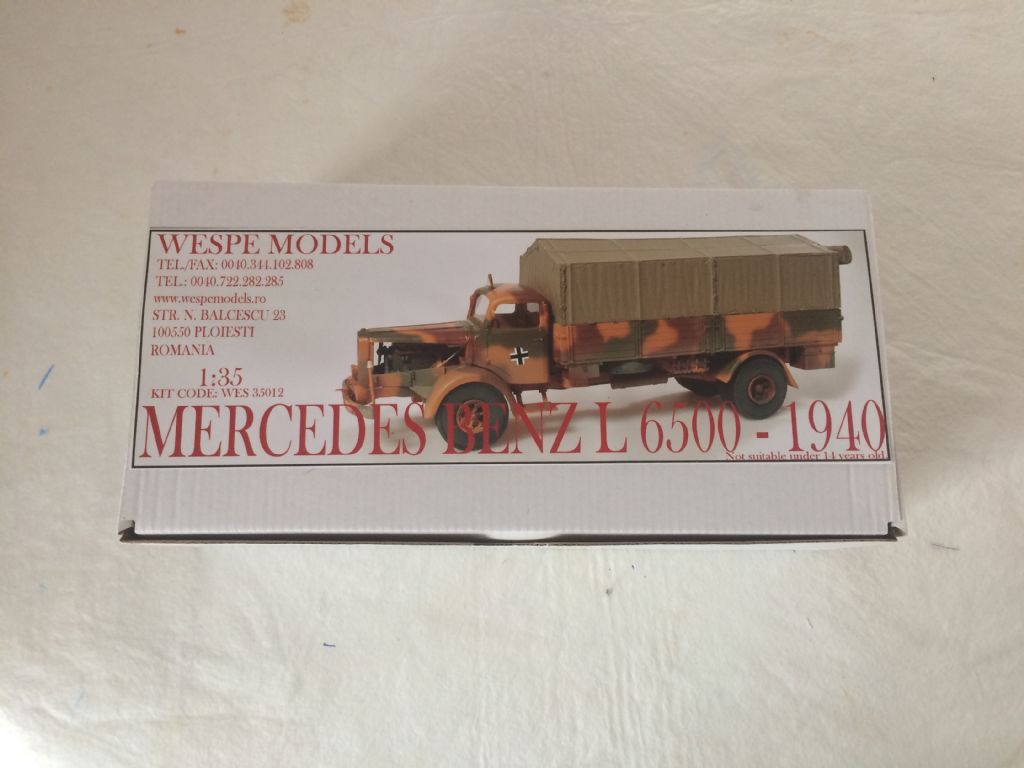 WESPE MODELS
TEL./FAX: 0040.344.102.808
TEL.: 0040.722.282.285
www.wespemodels.ro
STR. N. BALCESCU 23
100550 PLOIESTI
ROMANIA
1:35
KIT CODE: WES 35012
MERCEDES BENZ L 6500 - 1940
Not suitable under 14 years old